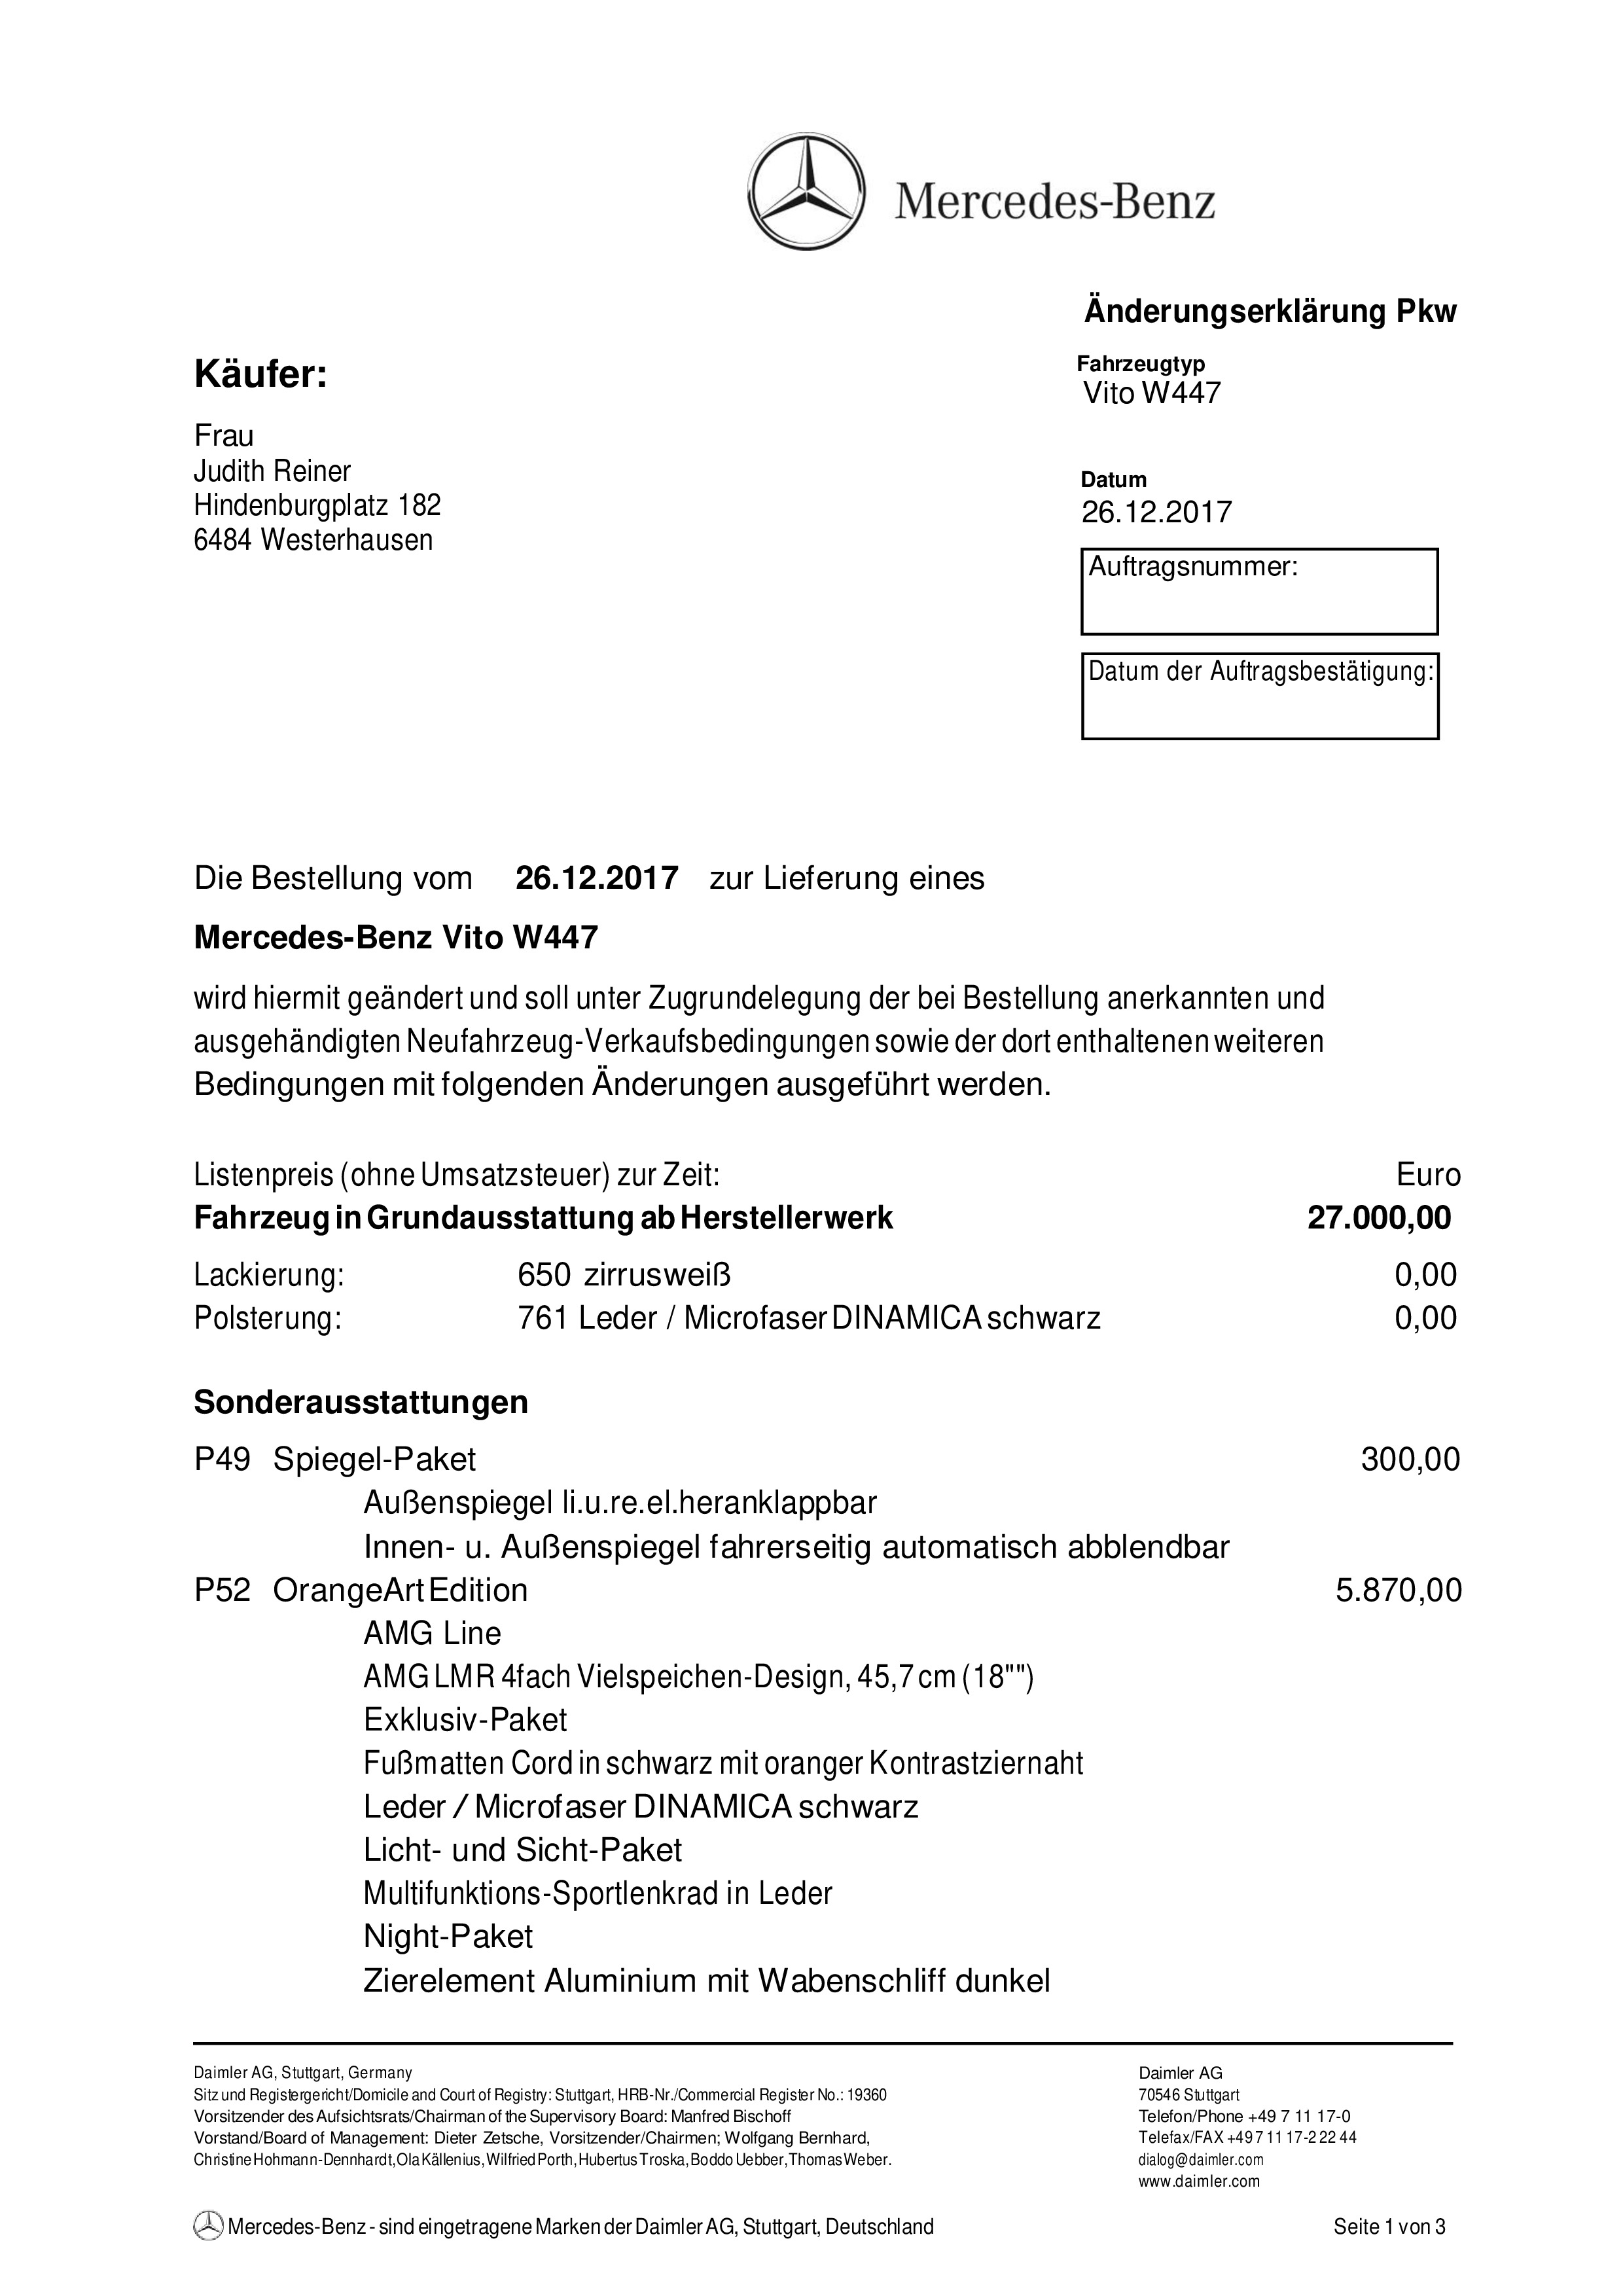 Mercedes-Benz
Änderungserklärung Pkw
Käufer:
Fahrzeugtyp
Vito W447
Frau
Judith Reiner
Hindenburgplatz 182
6484 Westerhausen
Datum
26.12.2017
Auftragsnummer:
Datum der Auftragsbestätigung:
Die Bestellung vom 26.12.2017 zur Lieferung eines
Mercedes-Benz Vito W447
wird hiermit geändert und soll unter Zugrundelegung der bei Bestellung anerkannten und
ausgehändigten Neufahrzeug-Verkaufsbedingungen sowie der dort enthaltenen weiteren
Bedingungen mit folgenden Änderungen ausgeführt werden.
Listenpreis (ohne Umsatzsteuer) zur Zeit: Euro
Fahrzeug in Grundausstattung ab Herstellerwerk 27.000,00
Lackierung: 650 zirrusweiß 0,00
Polsterung: 761 Leder / Microfaser DINAMICA schwarz 0,00
Sonderausstattungen
P49 Spiegel-Paket 300,00
Außenspiegel li.u.re.el.heranklappbar
Innen- u. Außenspiegel fahrerseitig automatisch abblendbar
P52 OrangeArt Edition 5.870,00
AMG Line
AMG LMR 4fach Vielspeichen-Design, 45,7 cm (18"")
Exklusiv-Paket
Fußmatten Cord in schwarz mit oranger Kontrastziernaht
Leder / Microfaser DINAMICA schwarz
Licht- und Sicht-Paket
Multifunktions-Sportlenkrad in Leder
Night-Paket
Zierelement Aluminium mit Wabenschliff dunkel
Daimler AG, Stuttgart, Germany
Sitz und Registergericht/Domicile and Court of Registry: Stuttgart, HRB-Nr./Commercial Register No.: 19360
Vorsitzender des Aufsichtsrats/Chairman of the Supervisory Board: Manfred Bischoff
Vorstand/Board of Management: Dieter Zetsche, Vorsitzender/Chairmen; Wolfgang Bernhard,
Christine Hohmann-Dennhardt, Ola Källenius, Wilfried Porth, Hubertus Troska, Boddo Uebber, Thomas Weber.
Daimler AG
70546 Stuttgart
Telefon/Phone +49 7 11 17-0
Telefax/FAX +49 7 11 17-2 22 44
dialog@daimler.com
www.daimler.com
Mercedes-Benz - sind eingetragene Marken der Daimler AG, Stuttgart, Deutschland
Seite 1 von 3